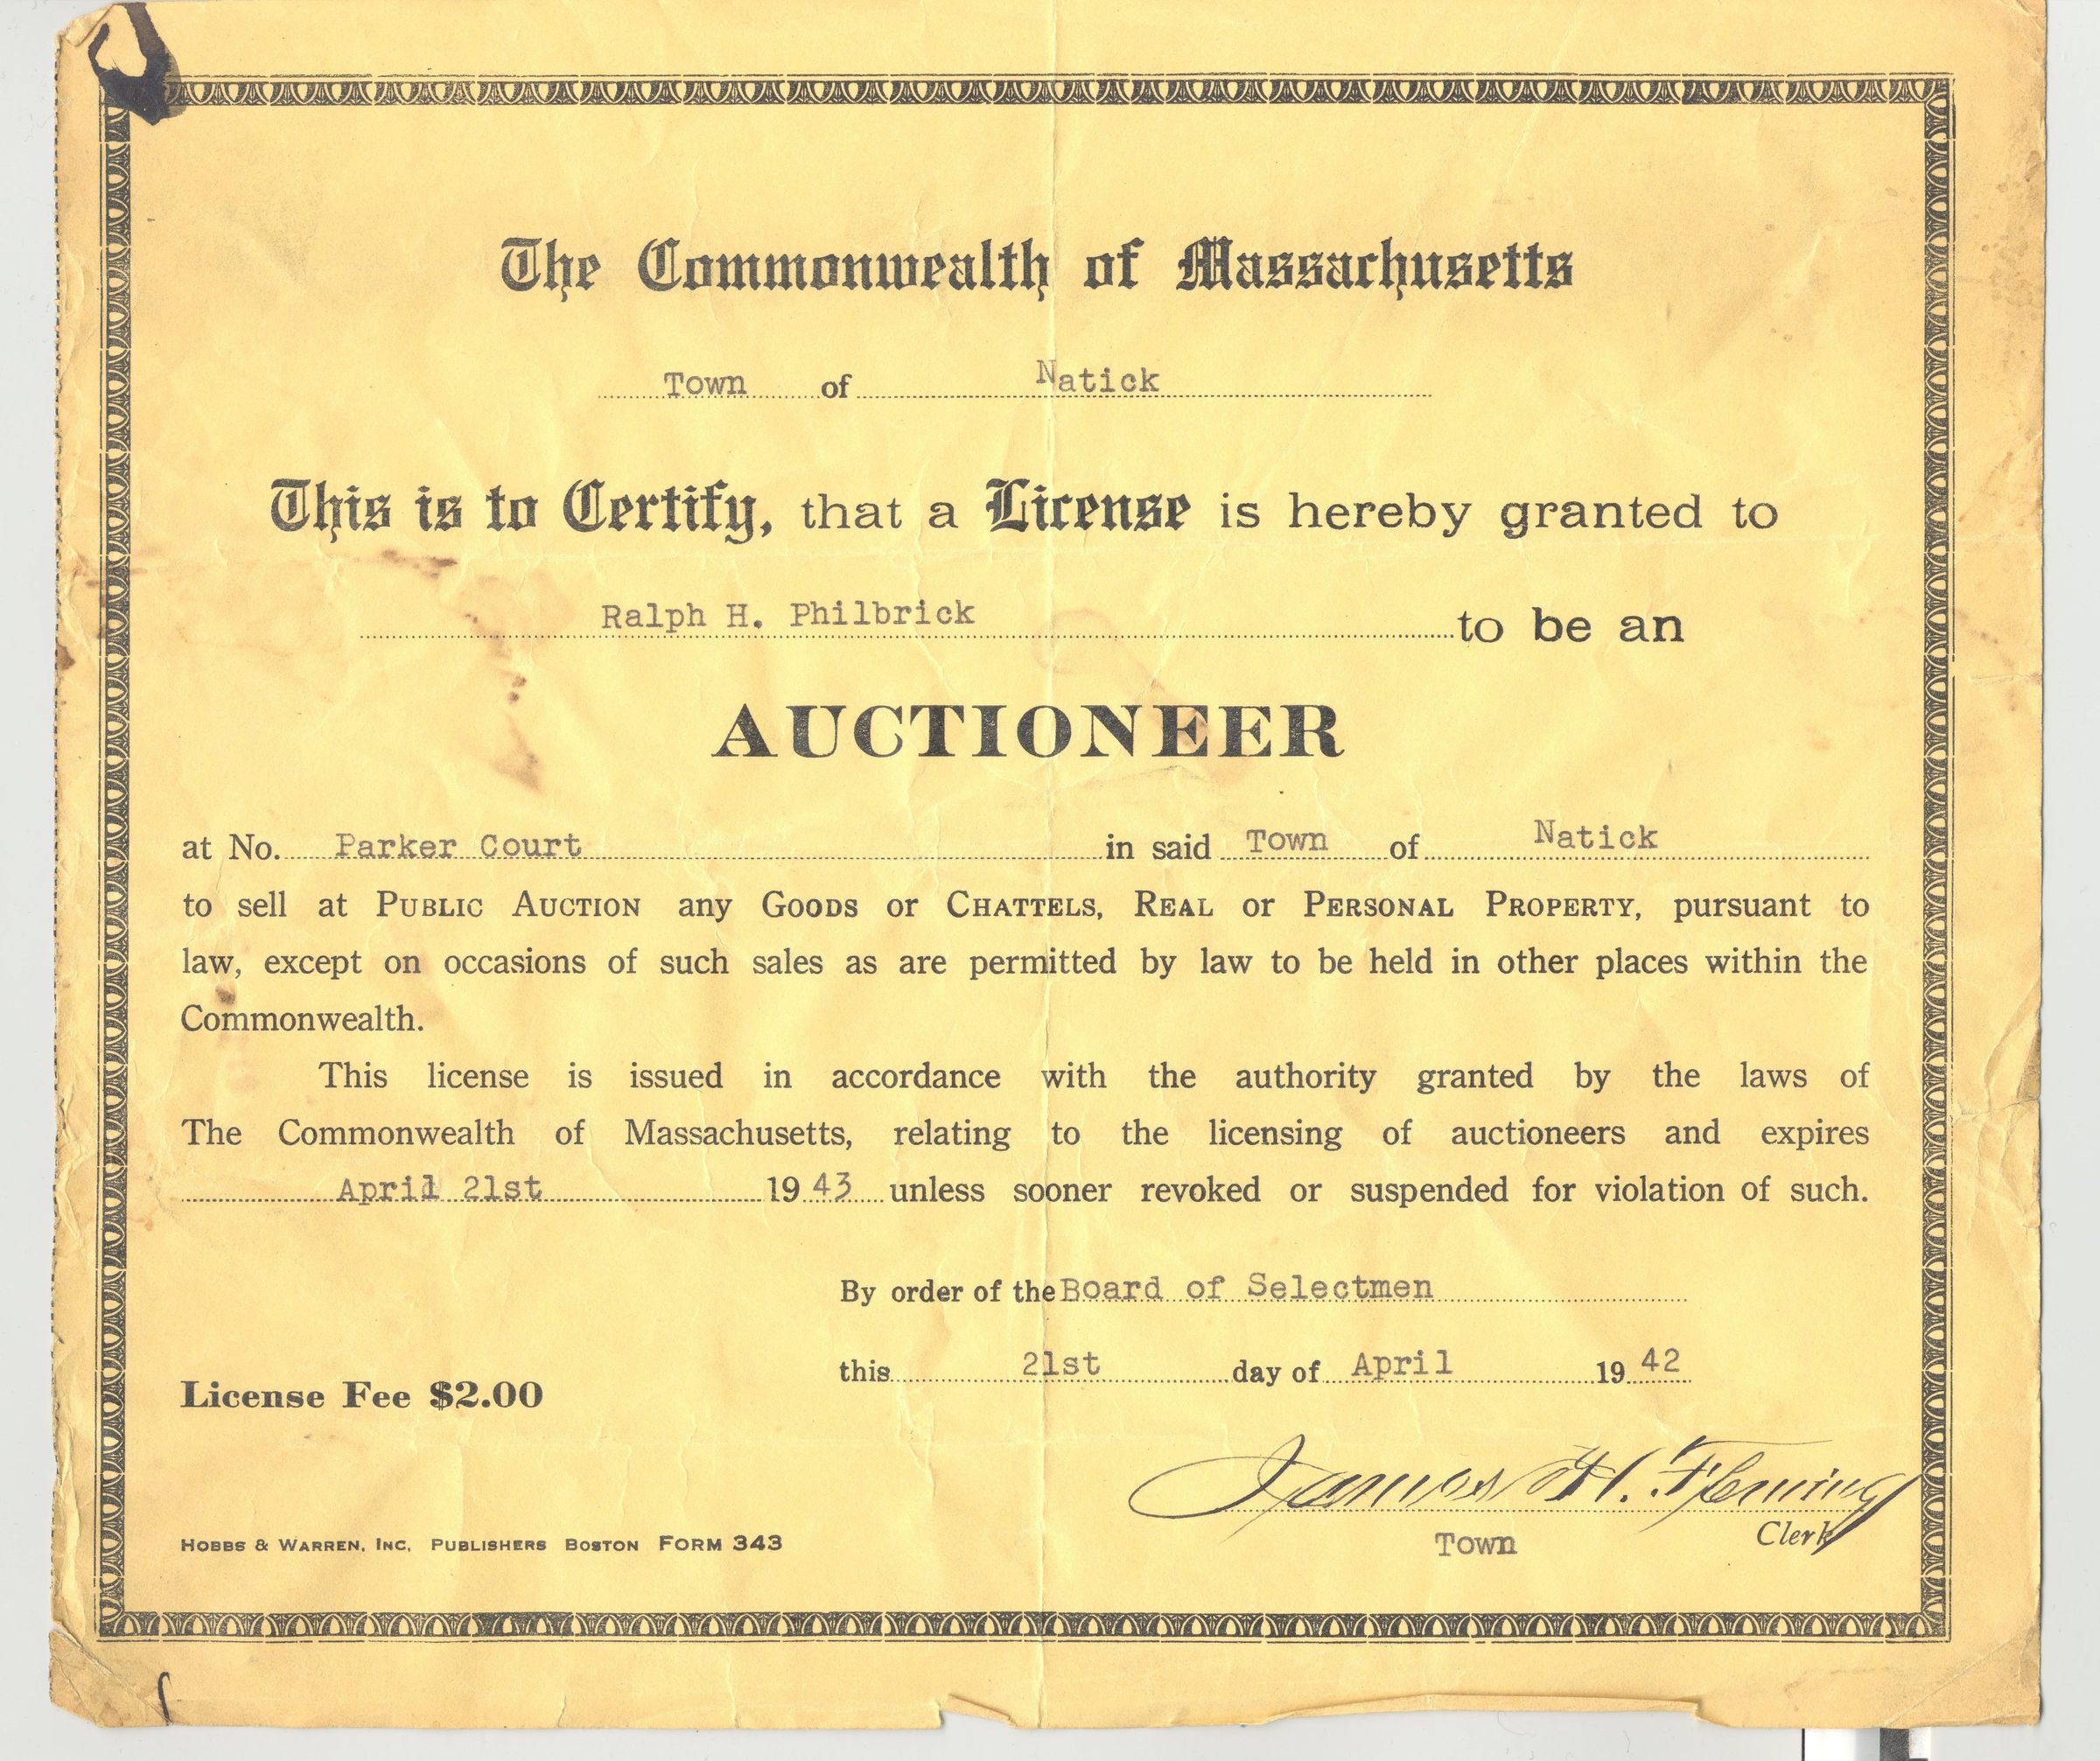 The Commonwealth of Massachusetts
Town of Natick
This is to Certify, that a License is hereby granted to
Ralph H. Philbrick to be an
AUCTIONEER
at No. Parker Court in said Town of Natick
to sell at PUBLIC AUCTION any GOODS or CHATTELS, REAL or PERSONAL PROPERTY, pursuant to
law, except on occasions of such sales as are permitted by law to be held in other places within the
Commonwealth.
This license is issued in accordance with the authority granted by the laws of
The Commonwealth of Massachusetts, relating to the licensing of auctioneers and expires
April 21st 1943 unless sooner revoked or suspended for violation of such.
By order of the Board of Selectmen
this 21st day of April 1942
License Fee $2.00
James H. Fleming
Town Clerk
HOBBS & WARREN, INC. PUBLISHERS BOSTON FORM 343